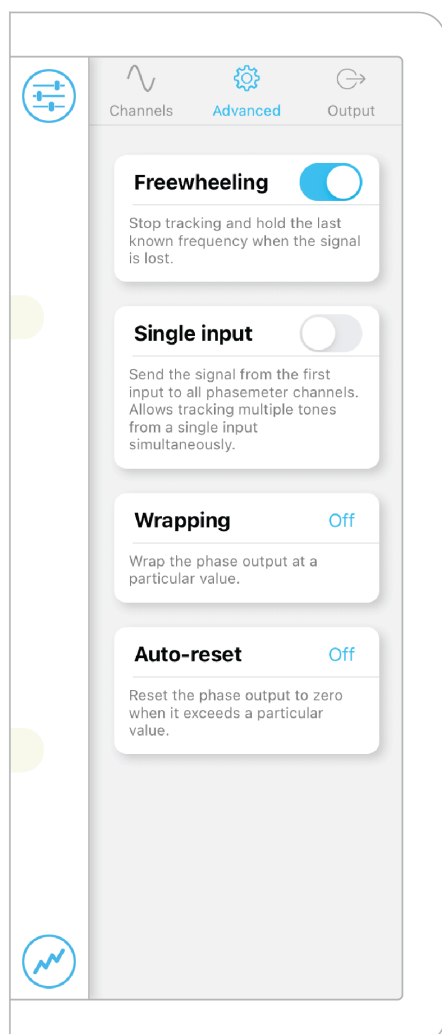 Channels Advanced Output
Freewheeling
Stop tracking and hold the last
known frequency when the signal
is lost.
Single input
Send the signal from the first
input to all phasemeter channels.
Allows tracking multiple tones
from a single input
simultaneously.
Wrapping Off
Wrap the phase output at a
particular value.
Auto-reset Off
Reset the phase output to zero
when it exceeds a particular
value.